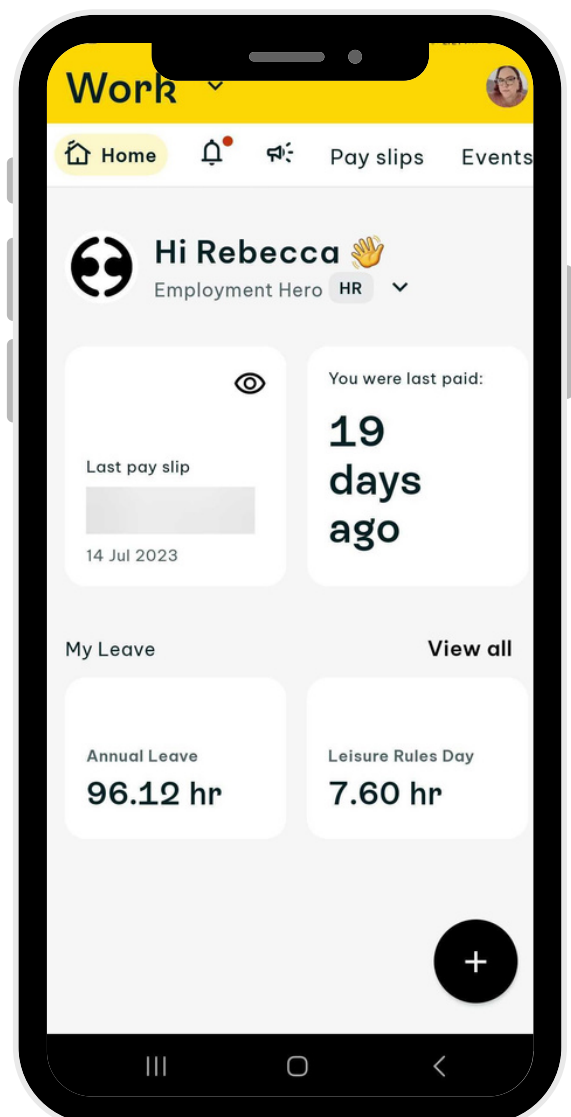 Work
Home
Pay slips
Events
Hi Rebecca 👋
Employment Hero HR
You were last paid:
19
days
ago
Last pay slip
14 Jul 2023
My Leave
View all
Annual Leave
96.12 hr
Leisure Rules Day
7.60 hr
+